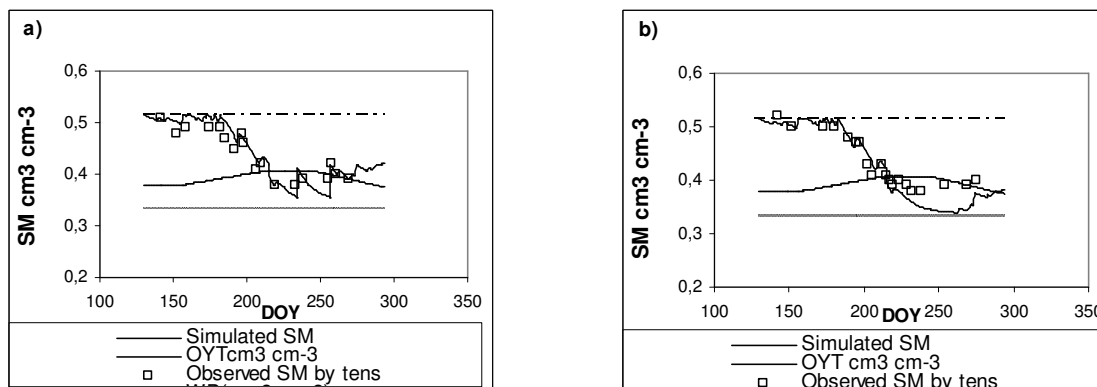 a)
SM cm3 cm-3
0,6
0,5
0,4
0,3
0,2
100 150 200 250 300 350
DOY
Simulated SM
OYTcm3 cm-3
Observed SM by tens
b)
SM cm3 cm-3
0,6
0,5
0,4
0,3
0,2
100 150 200 250 300 350
DOY
Simulated SM
OYT cm3 cm-3
Observed SM by tens